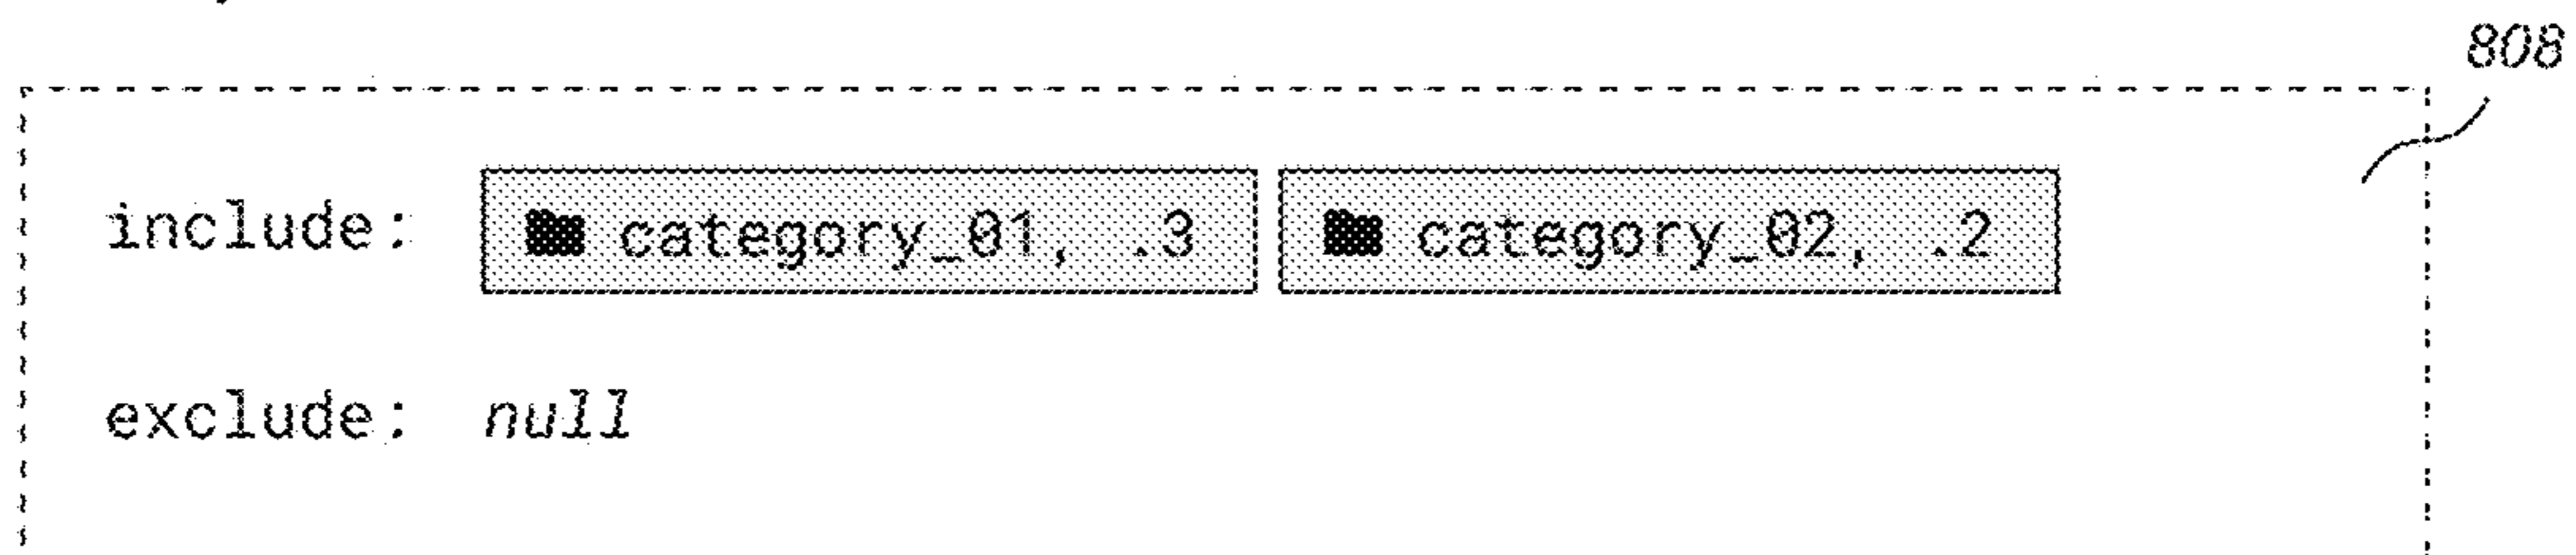 808
include: category_01, .3 category_02, .2
exclude: null